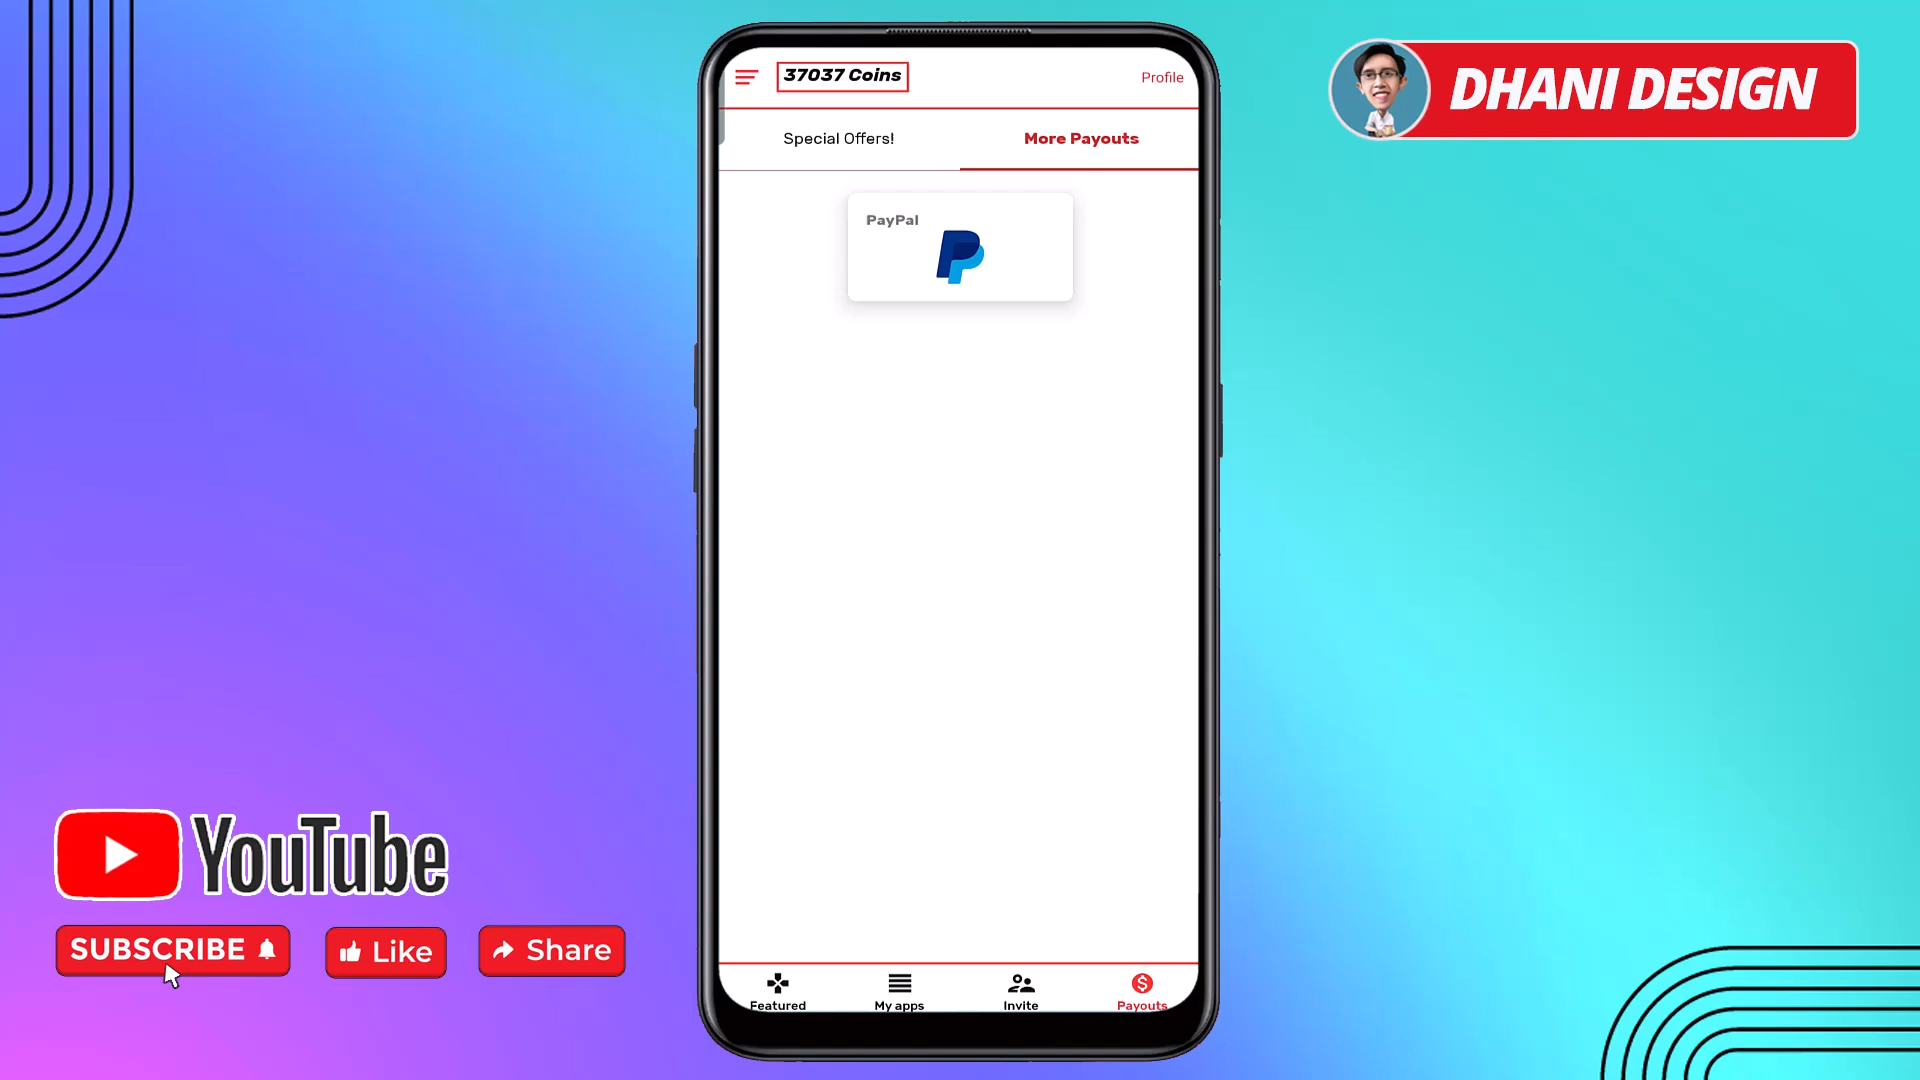 37037 Coins
Profile
DHANI DESIGN
Special Offers!
More Payouts
PayPal
YouTube
SUBSCRIBE
Like
Share
Featured
My apps
Invite
Payouts